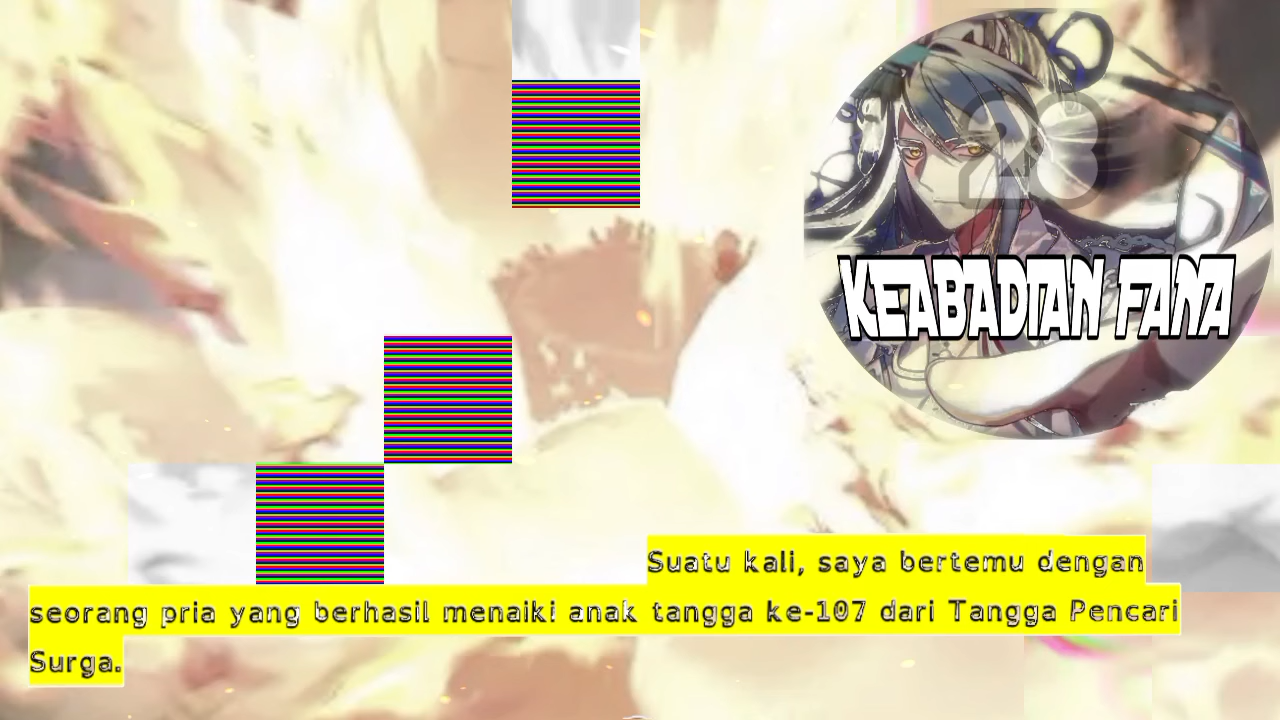 28
KEABADIAN FANA
Suatu kali, saya bertemu dengan
seorang pria yang berhasil menaiki anak tangga ke-107 dari Tangga Pencari
Surga.